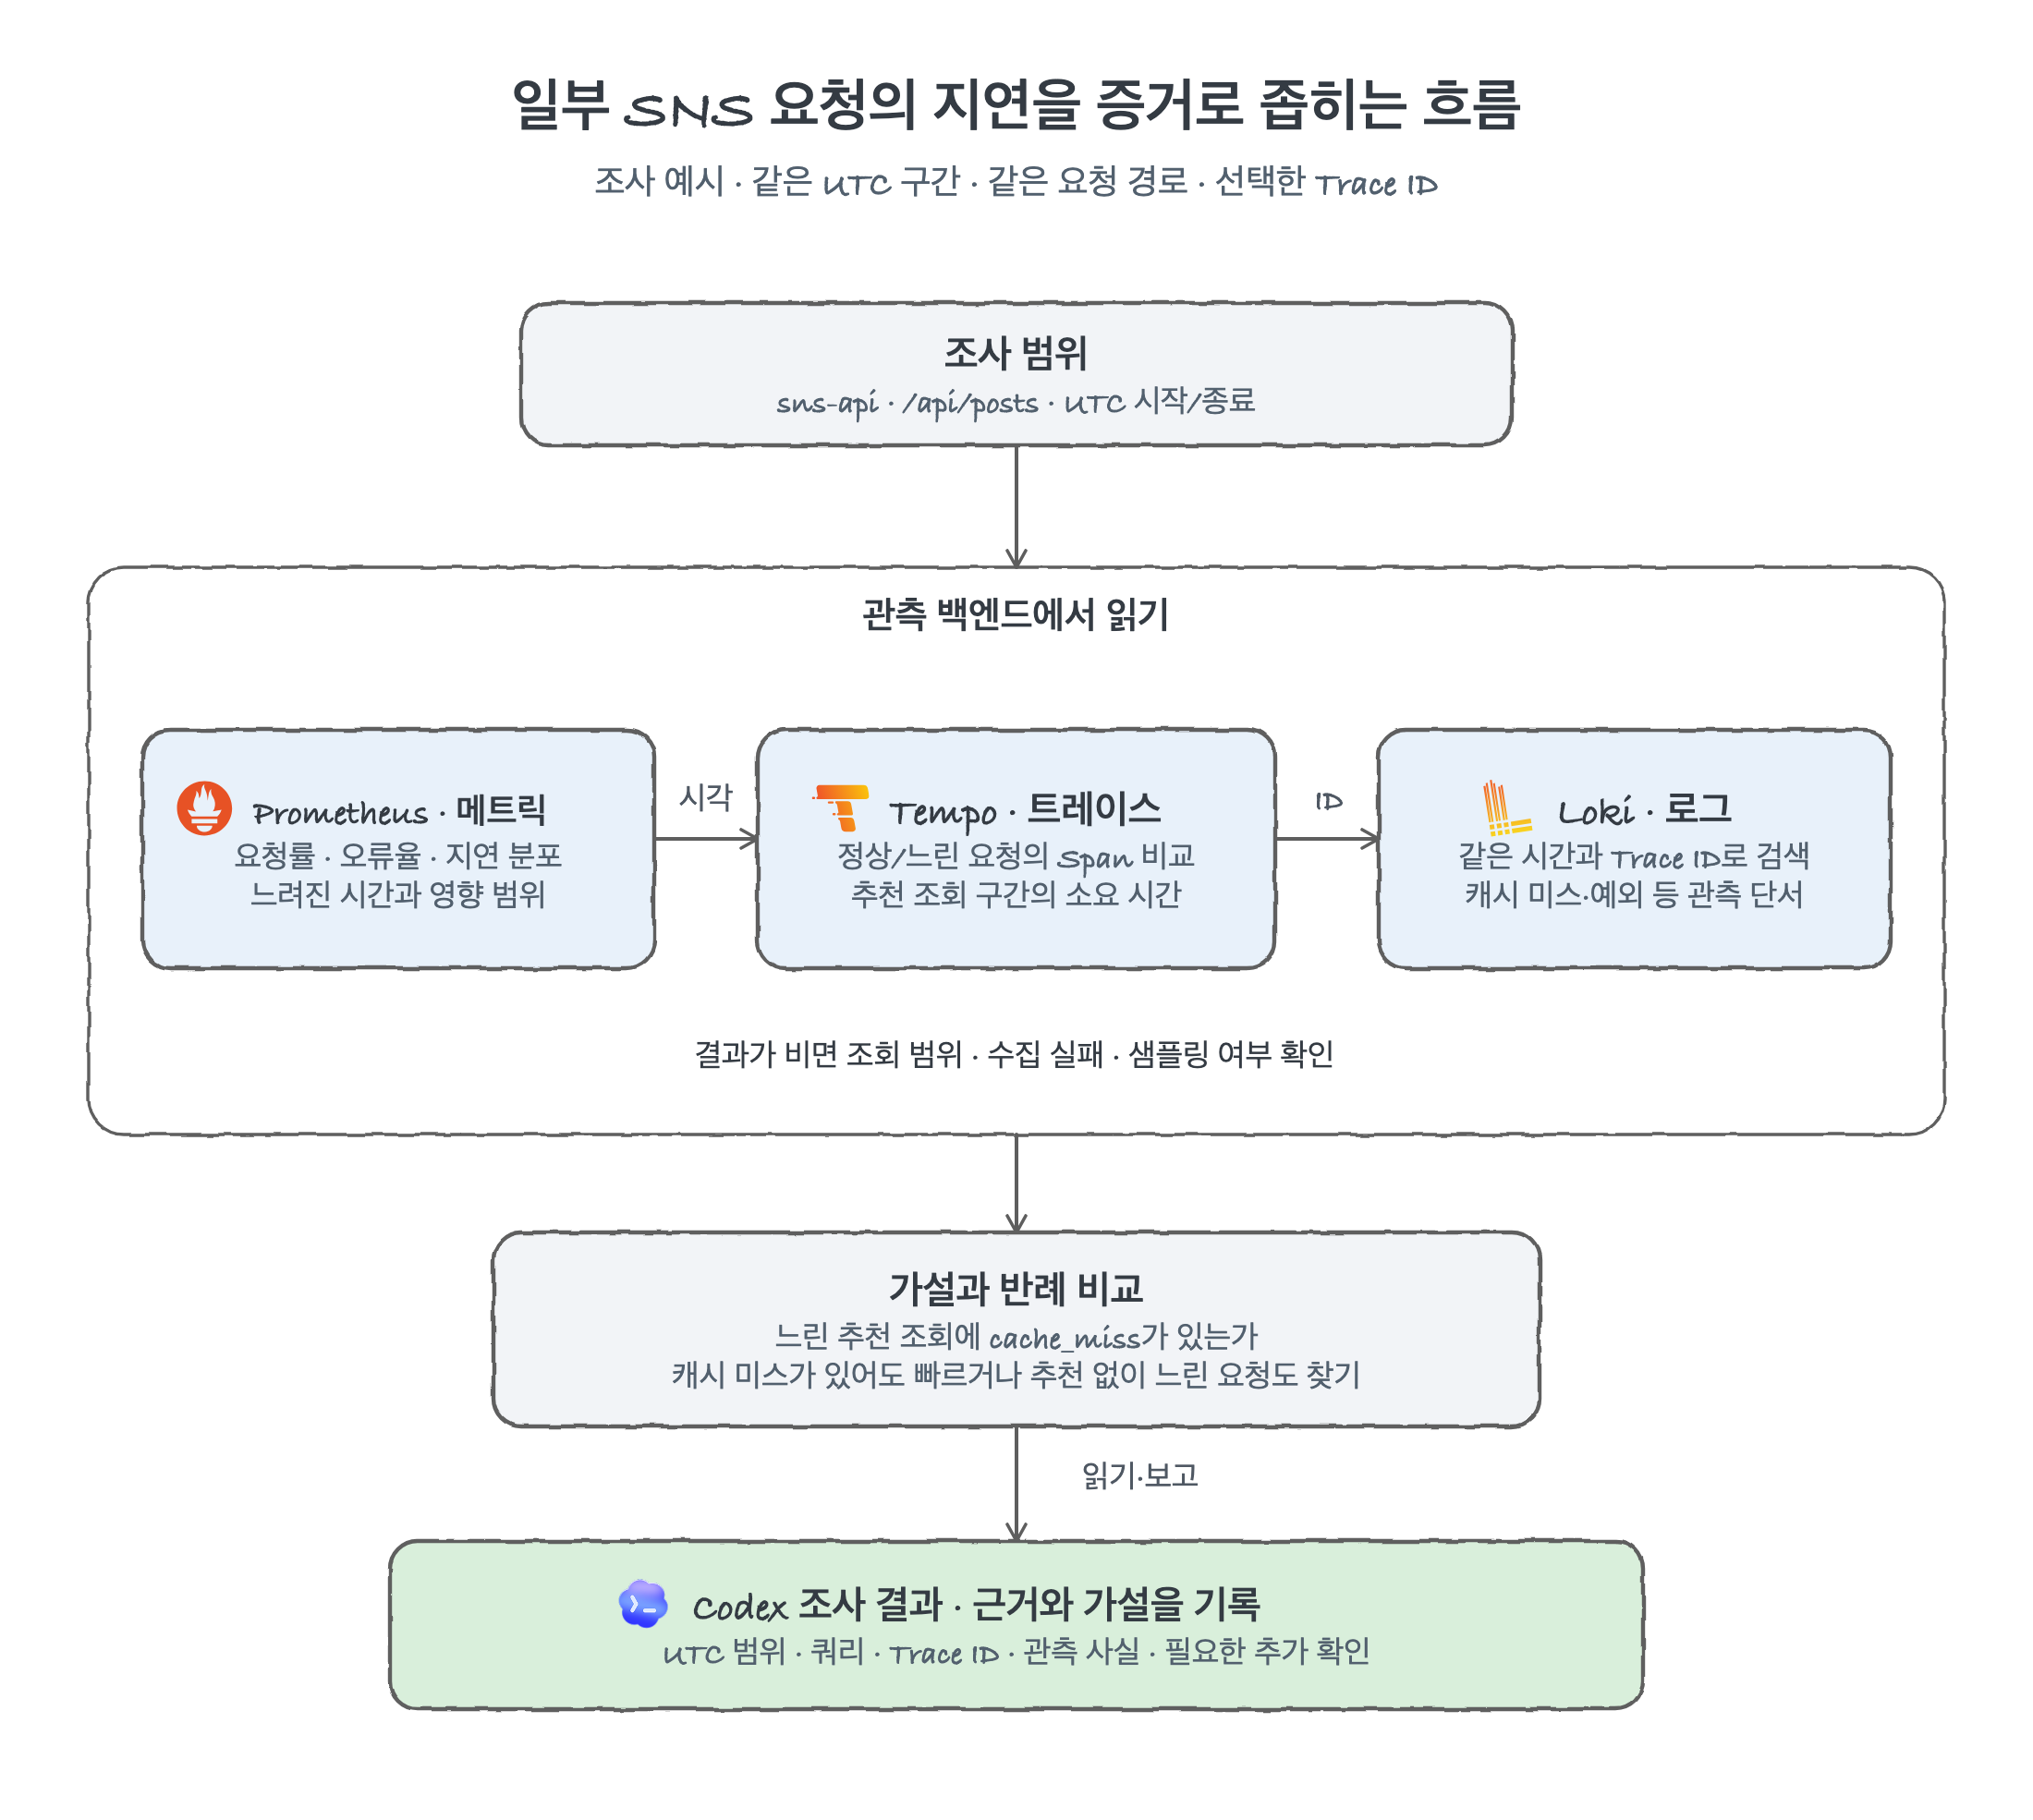 일부 SNS 요청의 지연을 증거로 좁히는 흐름
조사 예시 · 같은 UTC 구간 · 같은 요청 경로 · 선택한 Trace ID
조사 범위
sns-api · /api/posts · UTC 시작/종료
관측 백엔드에서 읽기
Prometheus · 메트릭
요청률 · 오류율 · 지연 분포
느려진 시간과 영향 범위
시각
Tempo · 트레이스
정상/느린 요청의 Span 비교
추천 조회 구간의 소요 시간
ID
Loki · 로그
같은 시간과 Trace ID로 검색
캐시 미스·예외 등 관측 단서
결과가 비면 조회 범위 · 수집 실패 · 샘플링 여부 확인
가설과 반례 비교
느린 추천 조회에 cache_miss가 있는가
캐시 미스가 있어도 빠르거나 추천 없이 느린 요청도 찾기
읽기·보고
Codex 조사 결과 · 근거와 가설을 기록
UTC 범위 · 쿼리 · Trace ID · 관측 사실 · 필요한 추가 확인